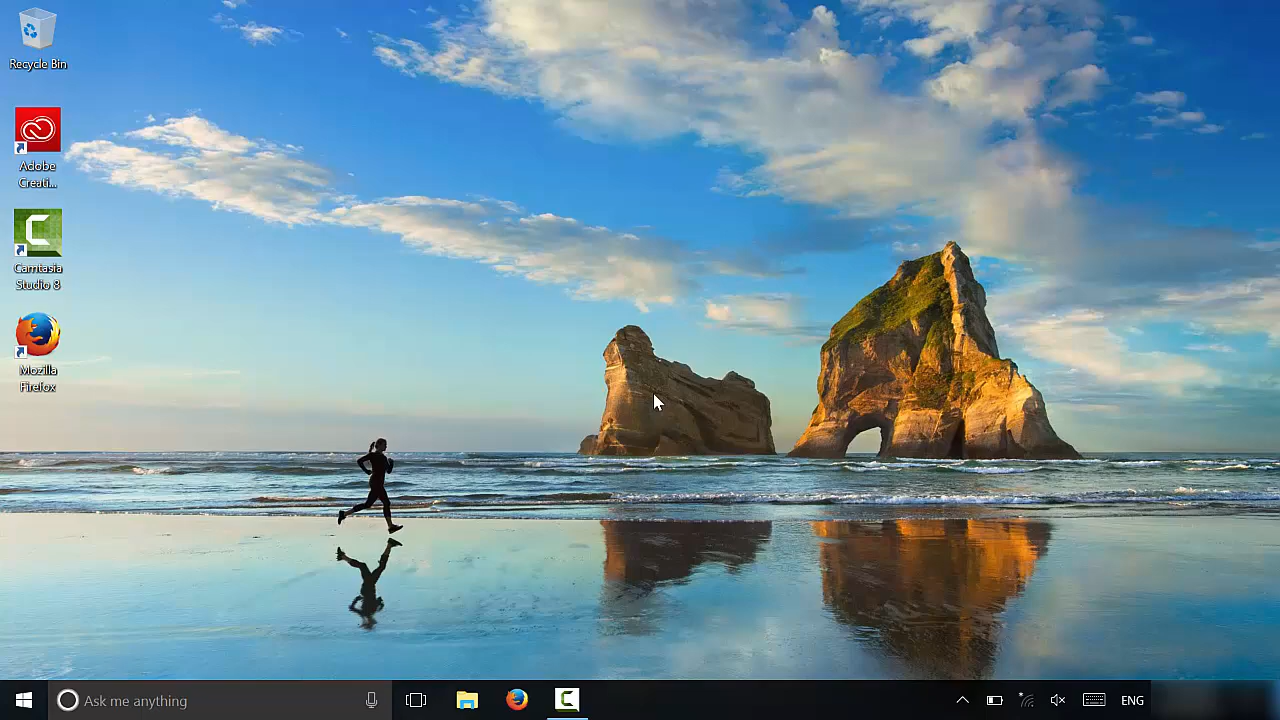 Recycle Bin
Adobe
Creati...
Camtasia
Studio 8
Mozilla
Firefox
Ask me anything
ENG